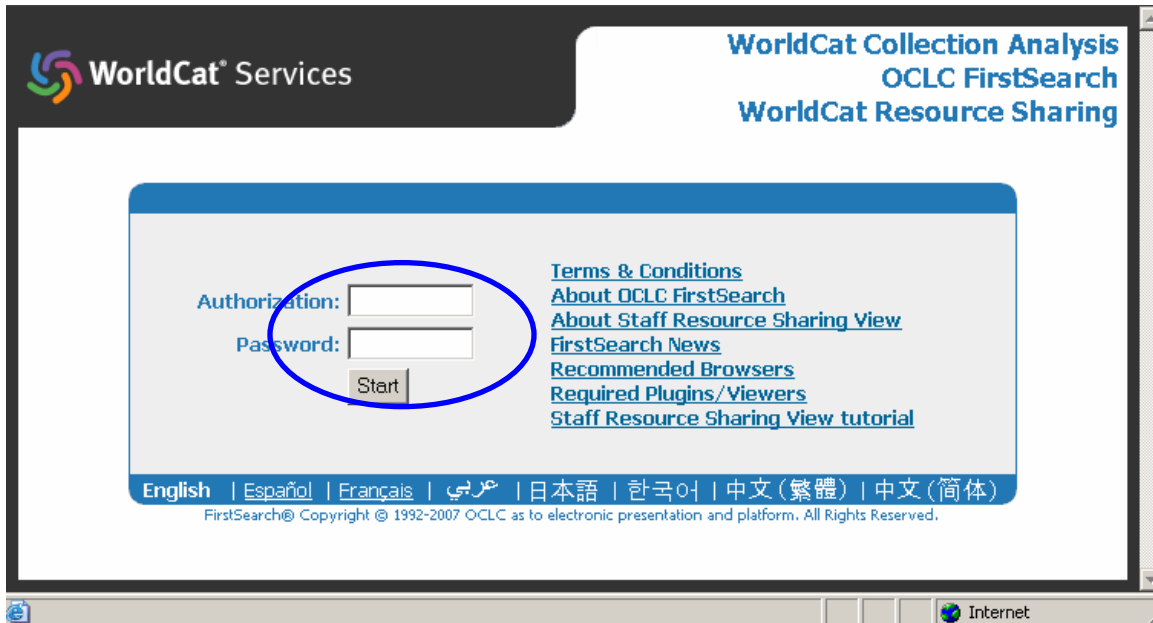 WorldCat® Services
WorldCat Collection Analysis
OCLC FirstSearch
WorldCat Resource Sharing
Authorization:
Password:
Start
Terms & Conditions
About OCLC FirstSearch
About Staff Resource Sharing View
FirstSearch News
Recommended Browsers
Required Plugins/Viewers
Staff Resource Sharing View tutorial
English | Español | Français | عربي | 日本語 | 한국어 | 中文(繁體) | 中文(简体)
FirstSearch® Copyright © 1992-2007 OCLC as to electronic presentation and platform. All Rights Reserved.
Internet